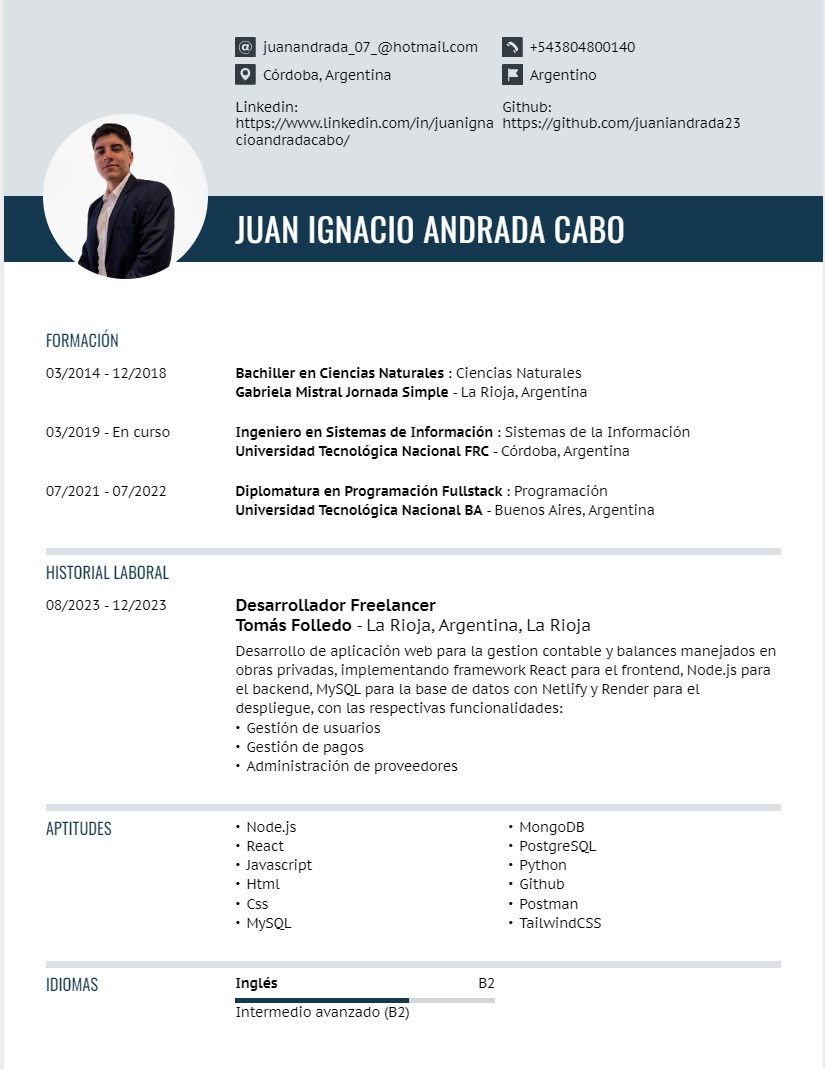 @ juanandrada_07_@hotmail.com
+543804800140
Córdoba, Argentina
Argentino
Linkedin:
https://www.linkedin.com/in/juanigna
cioandradacabo/
Github:
https://github.com/juaniandrada23
JUAN IGNACIO ANDRADA CABO
FORMACIÓN
03/2014 - 12/2018
Bachiller en Ciencias Naturales : Ciencias Naturales
Gabriela Mistral Jornada Simple - La Rioja, Argentina
03/2019 - En curso
Ingeniero en Sistemas de Información : Sistemas de la Información
Universidad Tecnológica Nacional FRC - Córdoba, Argentina
07/2021 - 07/2022
Diplomatura en Programación Fullstack : Programación
Universidad Tecnológica Nacional BA - Buenos Aires, Argentina
HISTORIAL LABORAL
08/2023 - 12/2023
Desarrollador Freelancer
Tomás Folledo - La Rioja, Argentina, La Rioja
Desarrollo de aplicación web para la gestion contable y balances manejados en
obras privadas, implementando framework React para el frontend, Node.js para
el backend, MySQL para la base de datos con Netlify y Render para el
despliegue, con las respectivas funcionalidades:
• Gestión de usuarios
• Gestión de pagos
• Administración de proveedores
APTITUDES
• Node.js
• React
• Javascript
• Html
• Css
• MySQL
• MongoDB
• PostgreSQL
• Python
• Github
• Postman
• TailwindCSS
IDIOMAS
Inglés
B2
Intermedio avanzado (B2)